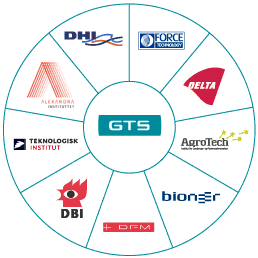 DHI
FORCE
TECHNOLOGY
DELTA
AgroTech
bioneer
DFM
DBI
TEKNOLOGISK
INSTITUT
ALEXANDRA
INSTITUTTET
GTS